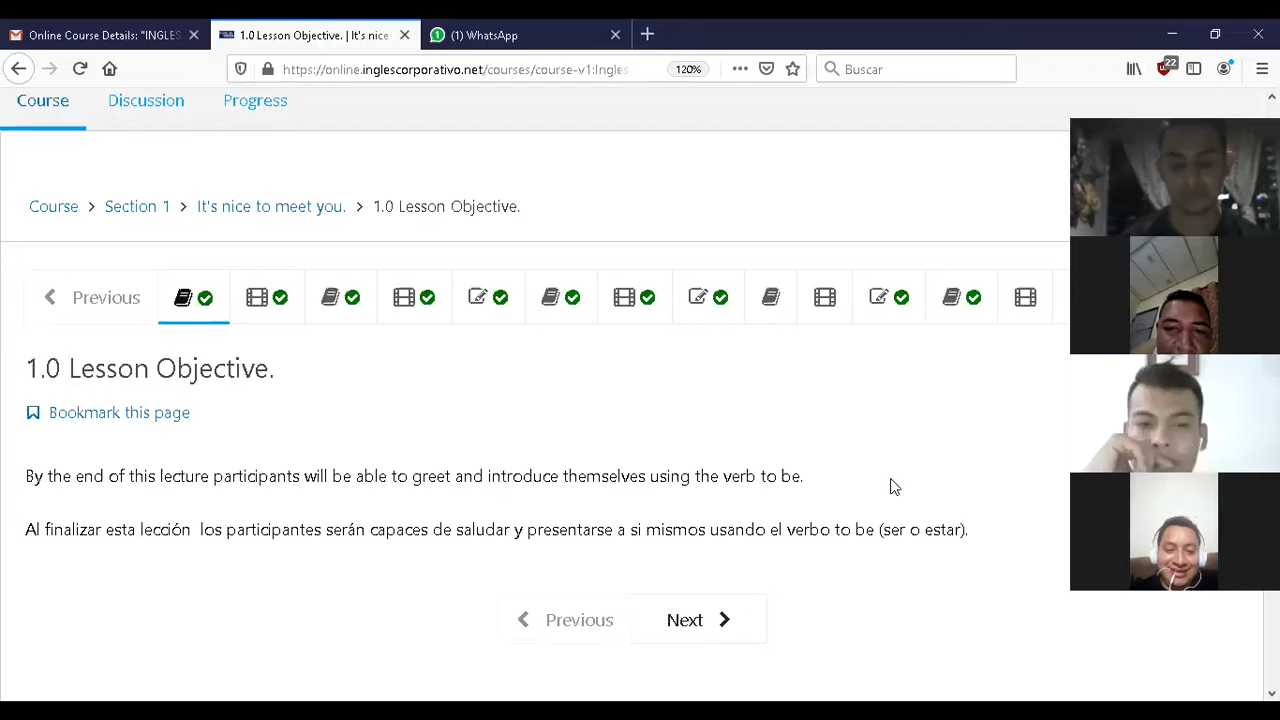 Online Course Details: "INGLES
1.0 Lesson Objective. | It's nice
(1) WhatsApp
https://online.inglescorporativo.net/courses/course-v1:Ingles
120%
Buscar
22
Course
Discussion
Progress
Course > Section 1 > It's nice to meet you. > 1.0 Lesson Objective.
Previous
1.0 Lesson Objective.
Bookmark this page
By the end of this lecture participants will be able to greet and introduce themselves using the verb to be.
Al finalizar esta lección los participantes serán capaces de saludar y presentarse a si mismos usando el verbo to be (ser o estar).
Previous
Next